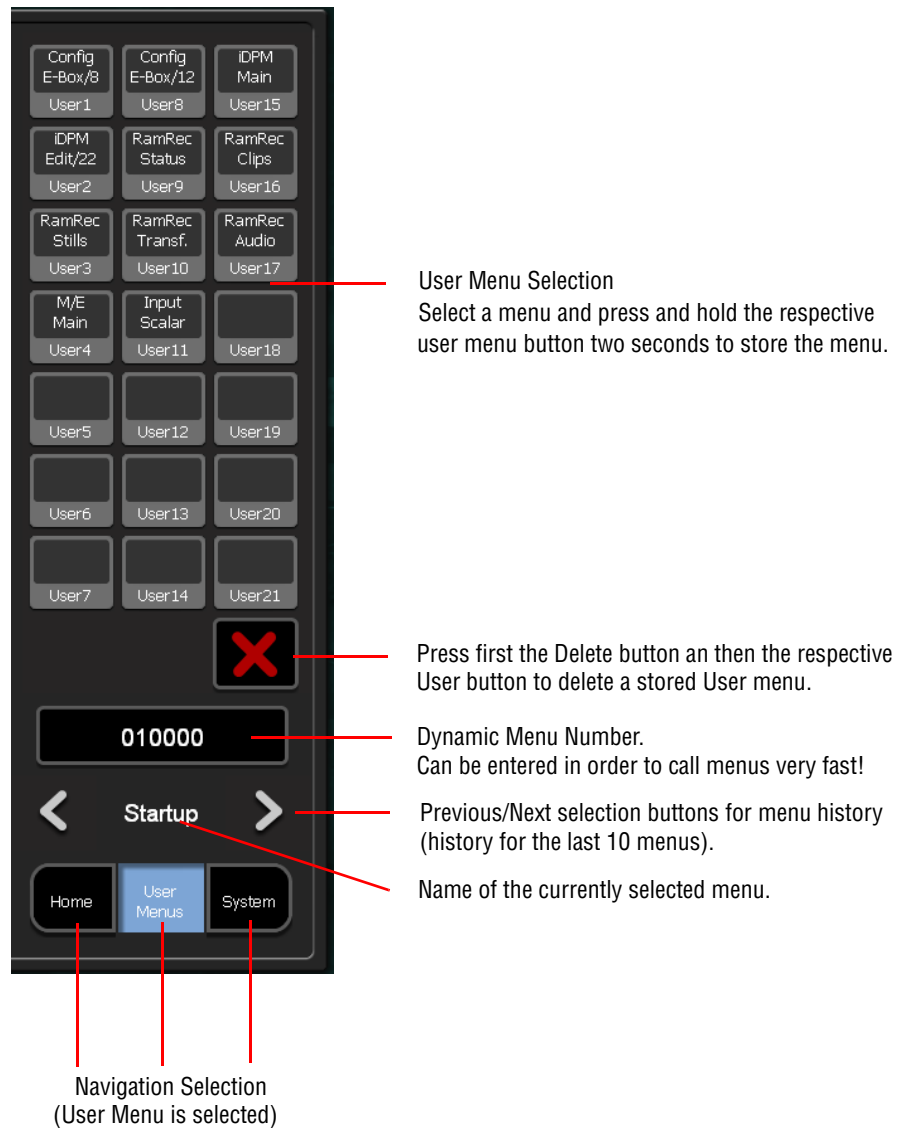 Config Config iDPM
E-Box/8 E-Box/12 Main
User1 User8 User15
iDPM RamRec RamRec
Edit/22 Status Clips
User2 User9 User16
RamRec RamRec RamRec
Stills Transf. Audio
User3 User10 User17
M/E Input
Main Scalar
User4 User11 User18
User5 User12 User19
User6 User13 User20
User7 User14 User21
User Menu Selection
Select a menu and press and hold the respective
user menu button two seconds to store the menu.
Press first the Delete button an then the respective
User button to delete a stored User menu.
010000
Dynamic Menu Number.
Can be entered in order to call menus very fast!
Startup
Previous/Next selection buttons for menu history
(history for the last 10 menus).
Name of the currently selected menu.
Home User Menus System
Navigation Selection
(User Menu is selected)